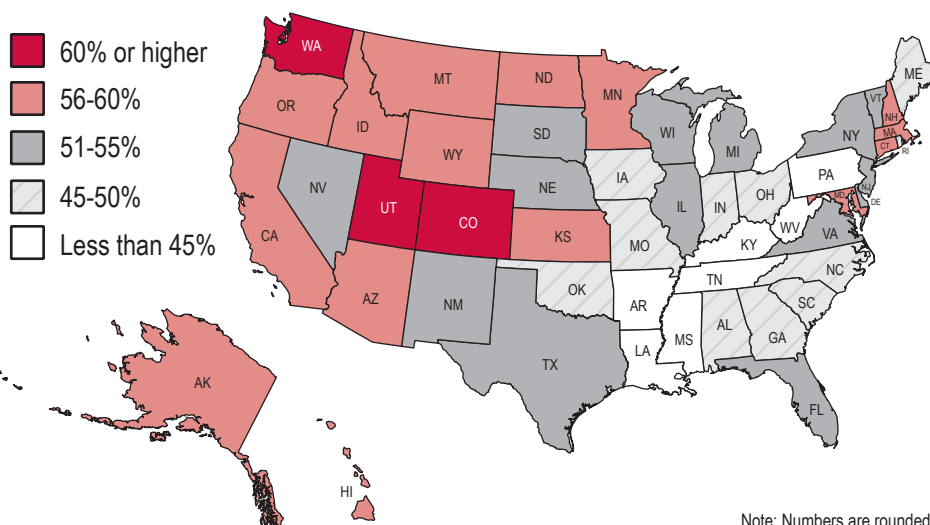 60% or higher
56-60%
51-55%
45-50%
Less than 45%
WA
OR
CA
ID
NV
MT
WY
UT
CO
AZ
NM
ND
SD
NE
KS
OK
TX
MN
IA
MO
AR
LA
WI
IL
MI
IN
OH
KY
TN
MS
AL
GA
FL
SC
NC
VA
WV
PA
NY
VT
NH
ME
MA
CT
RI
NJ
DE
MD
AK
HI
Note: Numbers are rounded